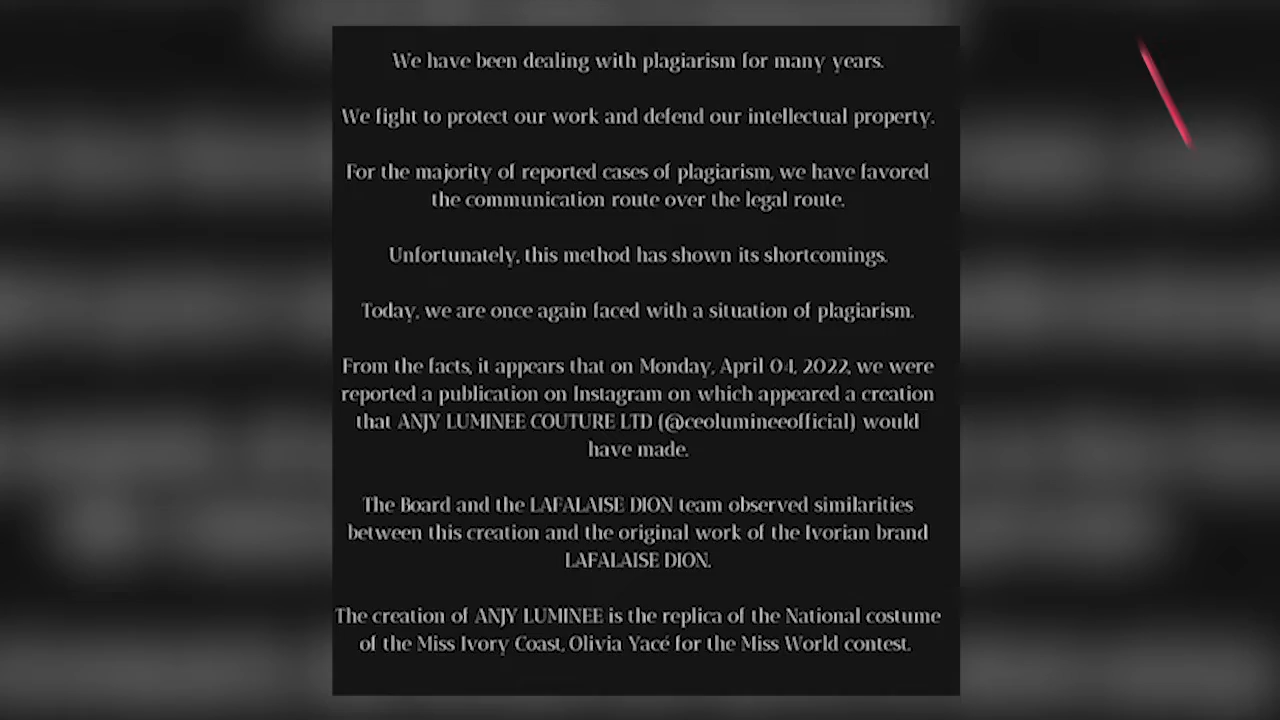 We have been dealing with plagiarism for many years.
We fight to protect our work and defend our intellectual property.
For the majority of reported cases of plagiarism, we have favored
the communication route over the legal route.
Unfortunately, this method has shown its shortcomings.
Today, we are once again faced with a situation of plagiarism.
From the facts, it appears that on Monday, April 04, 2022, we were
reported a publication on Instagram on which appeared a creation
that ANJY LUMINEE COUTURE LTD (@ceolumineeofficial) would
have made.
The Board and the LAFALAISE DION team observed similarities
between this creation and the original work of the Ivorian brand
LAFALAISE DION.
The creation of ANJY LUMINEE is the replica of the National costume
of the Miss Ivory Coast, Olivia Yacé for the Miss World contest.